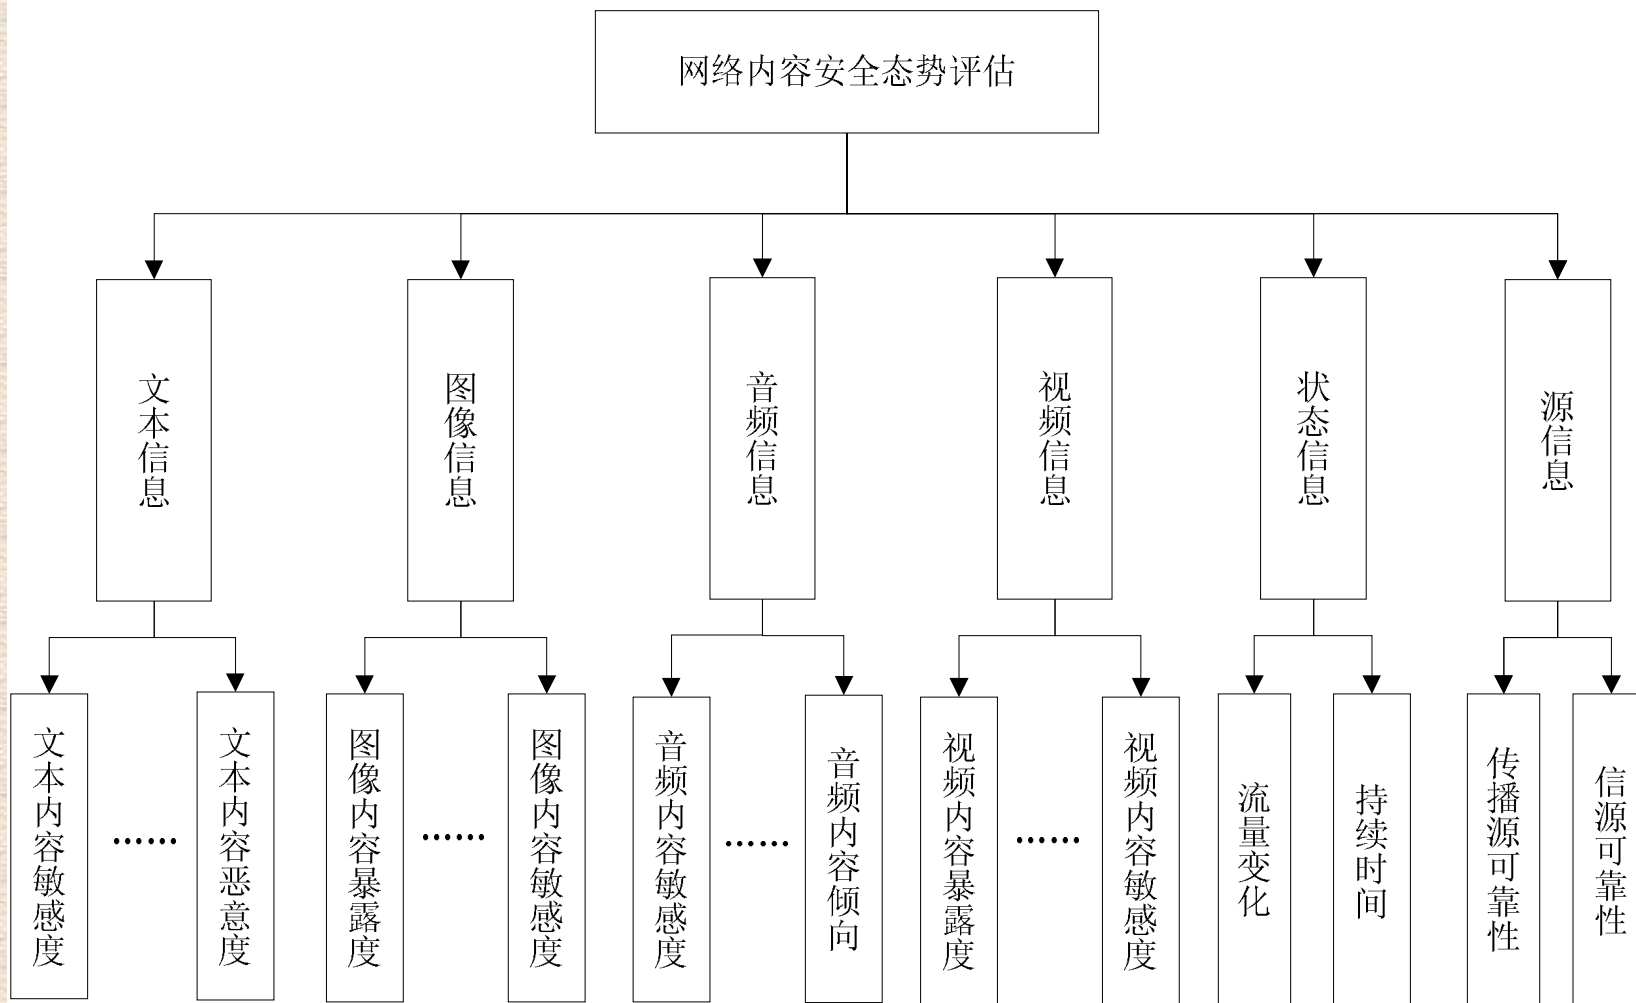 网络内容安全态势评估
文本信息
图像信息
音频信息
视频信息
状态信息
源信息
文本内容敏感度
……
文本内容恶意度
图像内容暴露度
……
图像内容敏感度
音频内容敏感度
……
音频内容倾向
视频内容暴露度
……
视频内容敏感度
流量变化
持续时间
传播源可靠性
信源可靠性